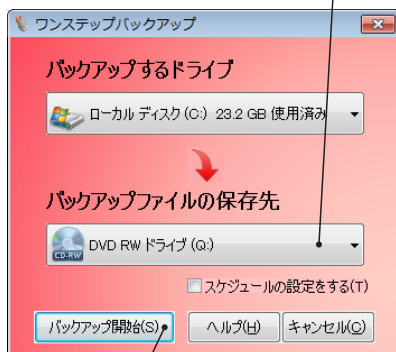 ワンステップバックアップ
バックアップするドライブ
ローカル ディスク(C:) 23.2 GB 使用済み
バックアップファイルの保存先
CD-RW
DVD RW ドライブ (Q:)
スケジュールの設定をする(T)
バックアップ開始(S) ヘルプ(H) キャンセル(C)